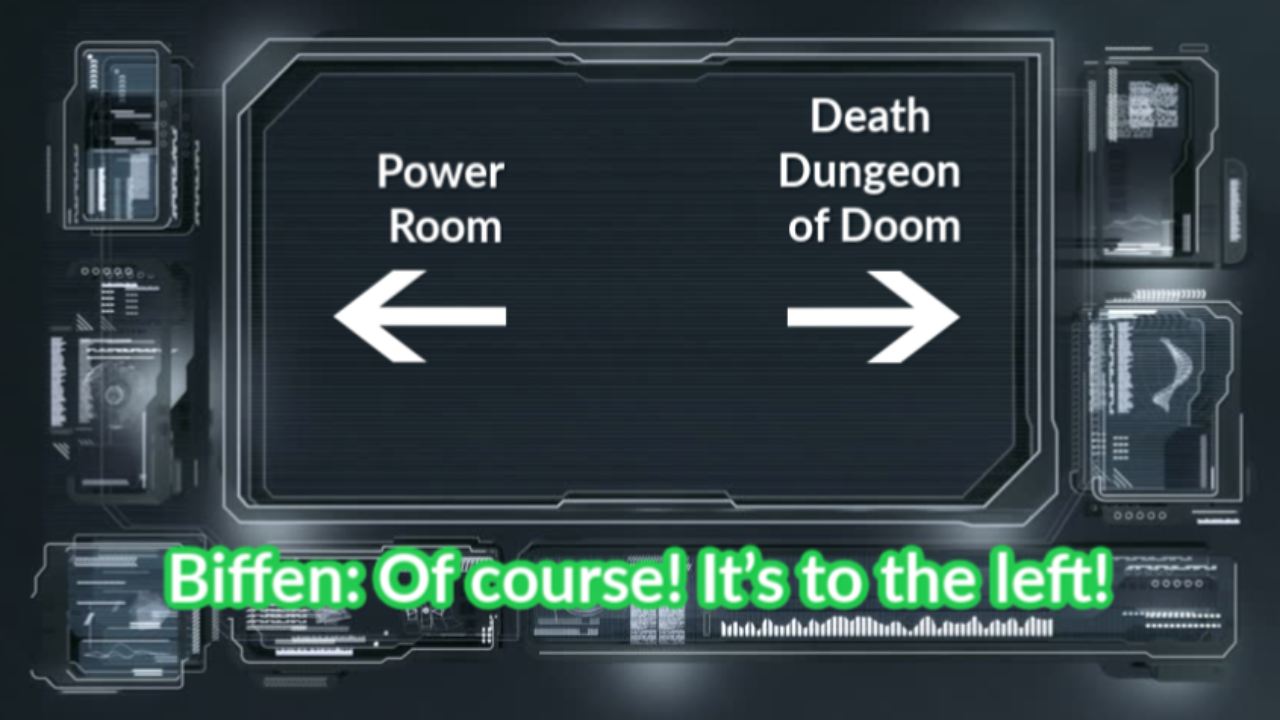 Power
Room
Death
Dungeon
of Doom
Biffen: Of course! It’s to the left!